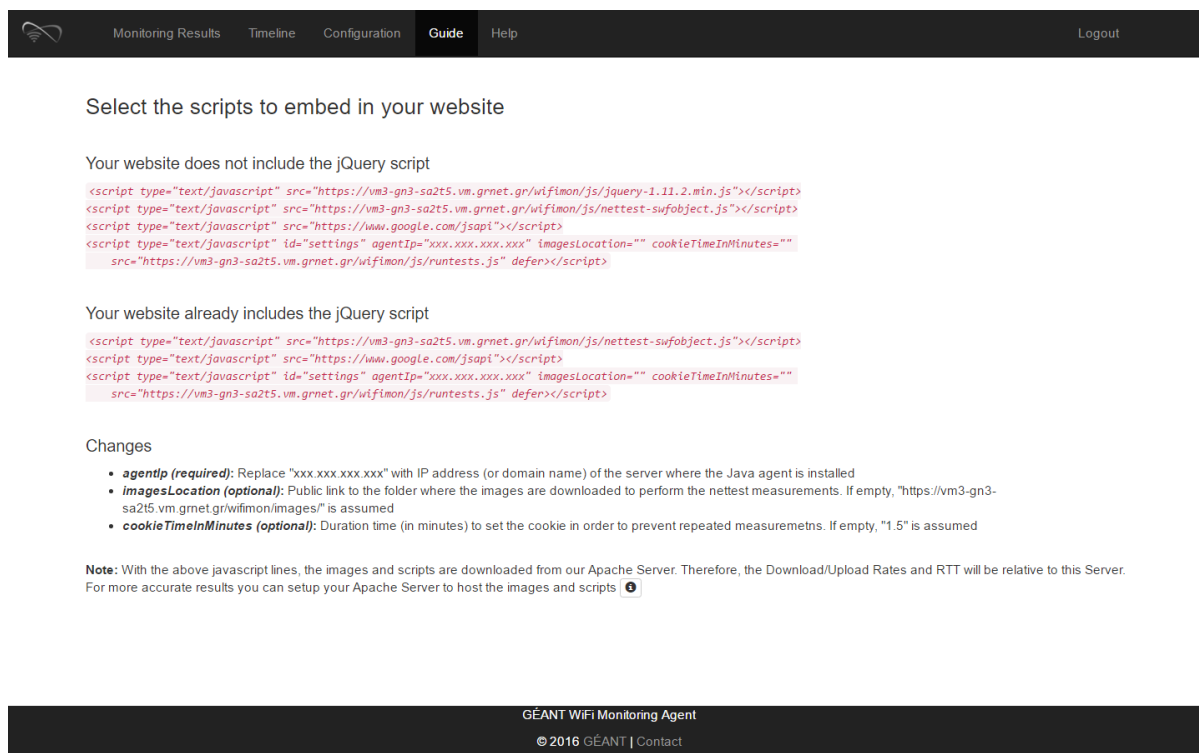 Monitoring Results Timeline Configuration Guide Help Logout
Select the scripts to embed in your website
Your website does not include the jQuery script
<script type="text/javascript" src="https://vm3-gn3-sa2t5.vm.grnet.gr/wifimon/js/jquery-1.11.2.min.js"></script>
<script type="text/javascript" src="https://vm3-gn3-sa2t5.vm.grnet.gr/wifimon/js/nettest-swfobject.js"></script>
<script type="text/javascript" src="https://www.google.com/jsapi"></script>
<script type="text/javascript" id="settings" agentIp="xxx.xxx.xxx.xxx" imagesLocation="" cookieTimeInMinutes=""
src="https://vm3-gn3-sa2t5.vm.grnet.gr/wifimon/js/runtests.js" defer></script>
Your website already includes the jQuery script
<script type="text/javascript" src="https://vm3-gn3-sa2t5.vm.grnet.gr/wifimon/js/nettest-swfobject.js"></script>
<script type="text/javascript" src="https://www.google.com/jsapi"></script>
<script type="text/javascript" id="settings" agentIp="xxx.xxx.xxx.xxx" imagesLocation="" cookieTimeInMinutes=""
src="https://vm3-gn3-sa2t5.vm.grnet.gr/wifimon/js/runtests.js" defer></script>
Changes
• agentIp (required): Replace "xxx.xxx.xxx.xxx" with IP address (or domain name) of the server where the Java agent is installed
• imagesLocation (optional): Public link to the folder where the images are downloaded to perform the nettest measurements. If empty, "https://vm3-gn3-
sa2t5.vm.grnet.gr/wifimon/images/" is assumed
• cookieTimeInMinutes (optional): Duration time (in minutes) to set the cookie in order to prevent repeated measuremetns. If empty, "1.5" is assumed
Note: With the above javascript lines, the images and scripts are downloaded from our Apache Server. Therefore, the Download/Upload Rates and RTT will be relative to this Server.
For more accurate results you can setup your Apache Server to host the images and scripts
GÉANT WiFi Monitoring Agent
© 2016 GÉANT | Contact